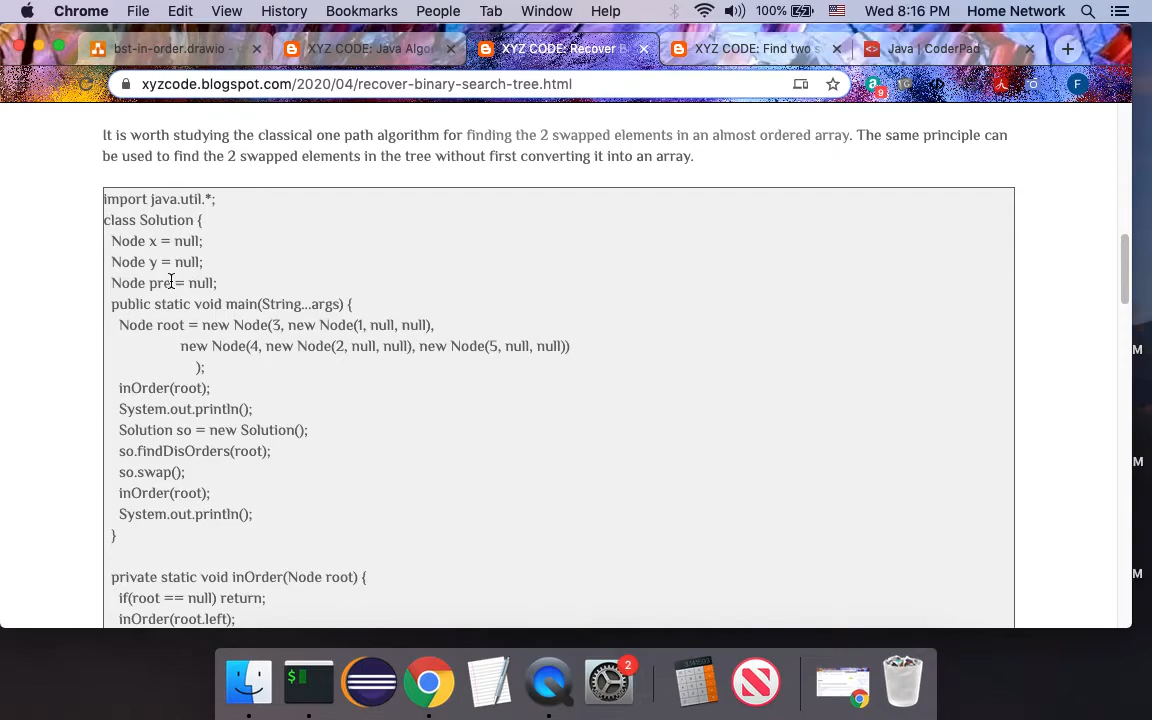 Chrome File Edit View History Bookmarks People Tab Window Help 100% Wed 8:16 PM Home Network
bst-in-order.drawio - XYZ CODE: Java Algo XYZ CODE: Recover B XYZ CODE: Find two s Java | CoderPad
xyzcode.blogspot.com/2020/04/recover-binary-search-tree.html 9 F
It is worth studying the classical one path algorithm for finding the 2 swapped elements in an almost ordered array. The same principle can
be used to find the 2 swapped elements in the tree without first converting it into an array.
import java.util.*;
class Solution {
Node x = null;
Node y = null;
Node pre = null;
public static void main(String...args) {
Node root = new Node(3, new Node(1, null, null),
new Node(4, new Node(2, null, null), new Node(5, null, null))
);
inOrder(root);
System.out.println();
Solution so = new Solution();
so.findDisOrders(root);
so.swap();
inOrder(root);
System.out.println();
}
private static void inOrder(Node root) {
if(root == null) return;
inOrder(root.left);
M
M
M
$
2